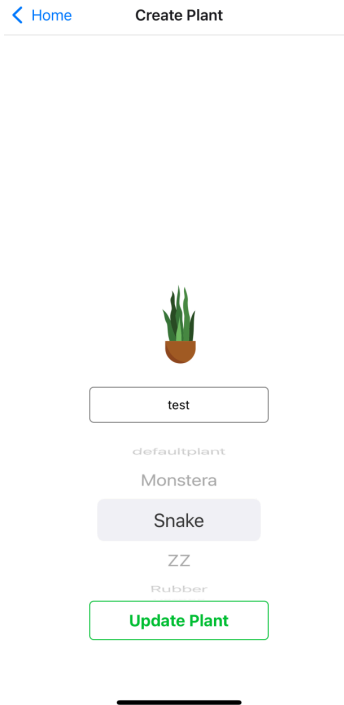 Home
Create Plant
test
defaultplant
Monstera
Snake
ZZ
Rubber
Update Plant